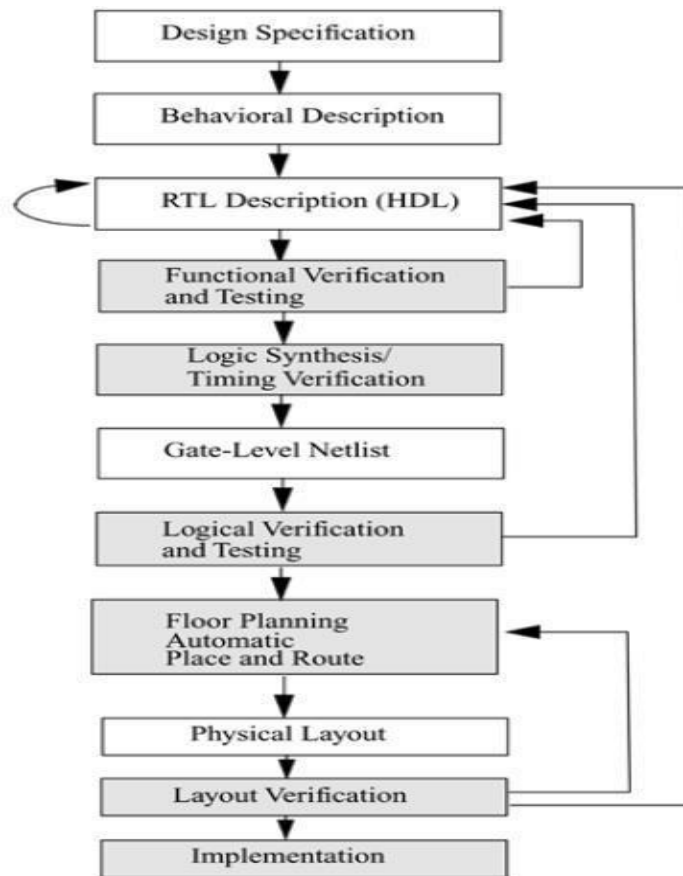 Design Specification
Behavioral Description
RTL Description (HDL)
Functional Verification
and Testing
Logic Synthesis/
Timing Verification
Gate-Level Netlist
Logical Verification
and Testing
Floor Planning
Automatic
Place and Route
Physical Layout
Layout Verification
Implementation